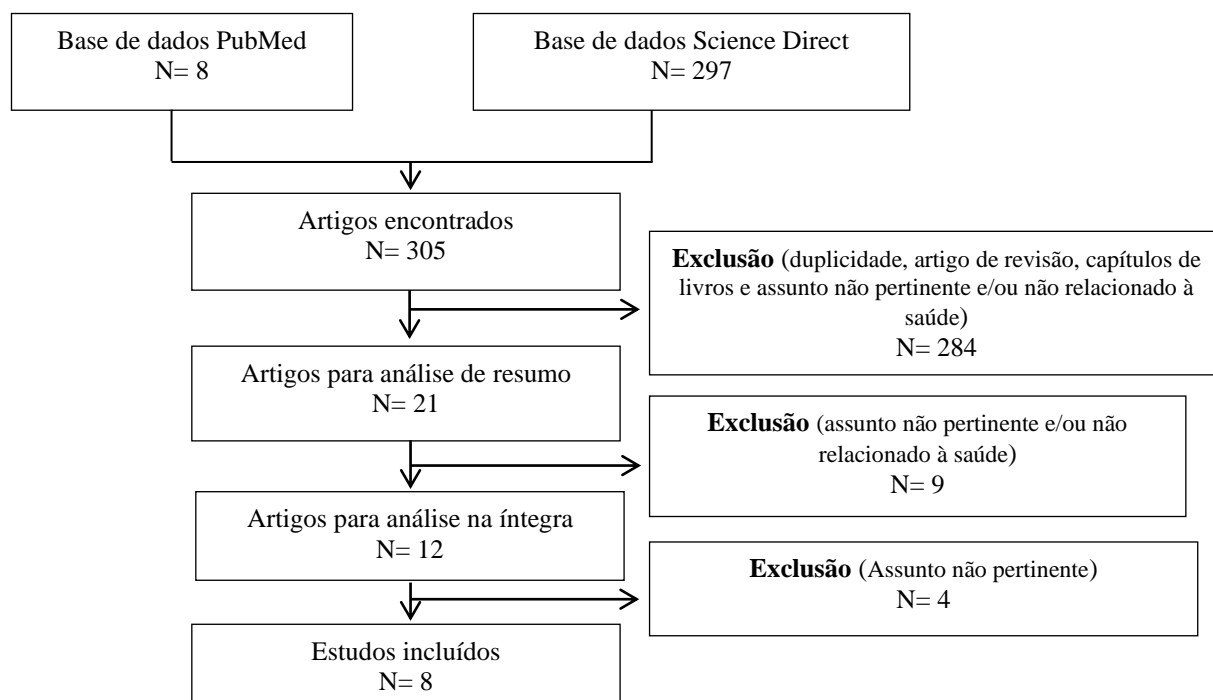 Base de dados PubMed
N= 8
Base de dados Science Direct
N= 297
Artigos encontrados
N= 305
Exclusão (duplicidade, artigo de revisão, capítulos de
livros e assunto não pertinente e/ou não relacionado à
saúde)
N= 284
Artigos para análise de resumo
N= 21
Exclusão (assunto não pertinente e/ou não
relacionado à saúde)
N= 9
Artigos para análise na íntegra
N= 12
Exclusão (Assunto não pertinente)
N= 4
Estudos incluídos
N= 8